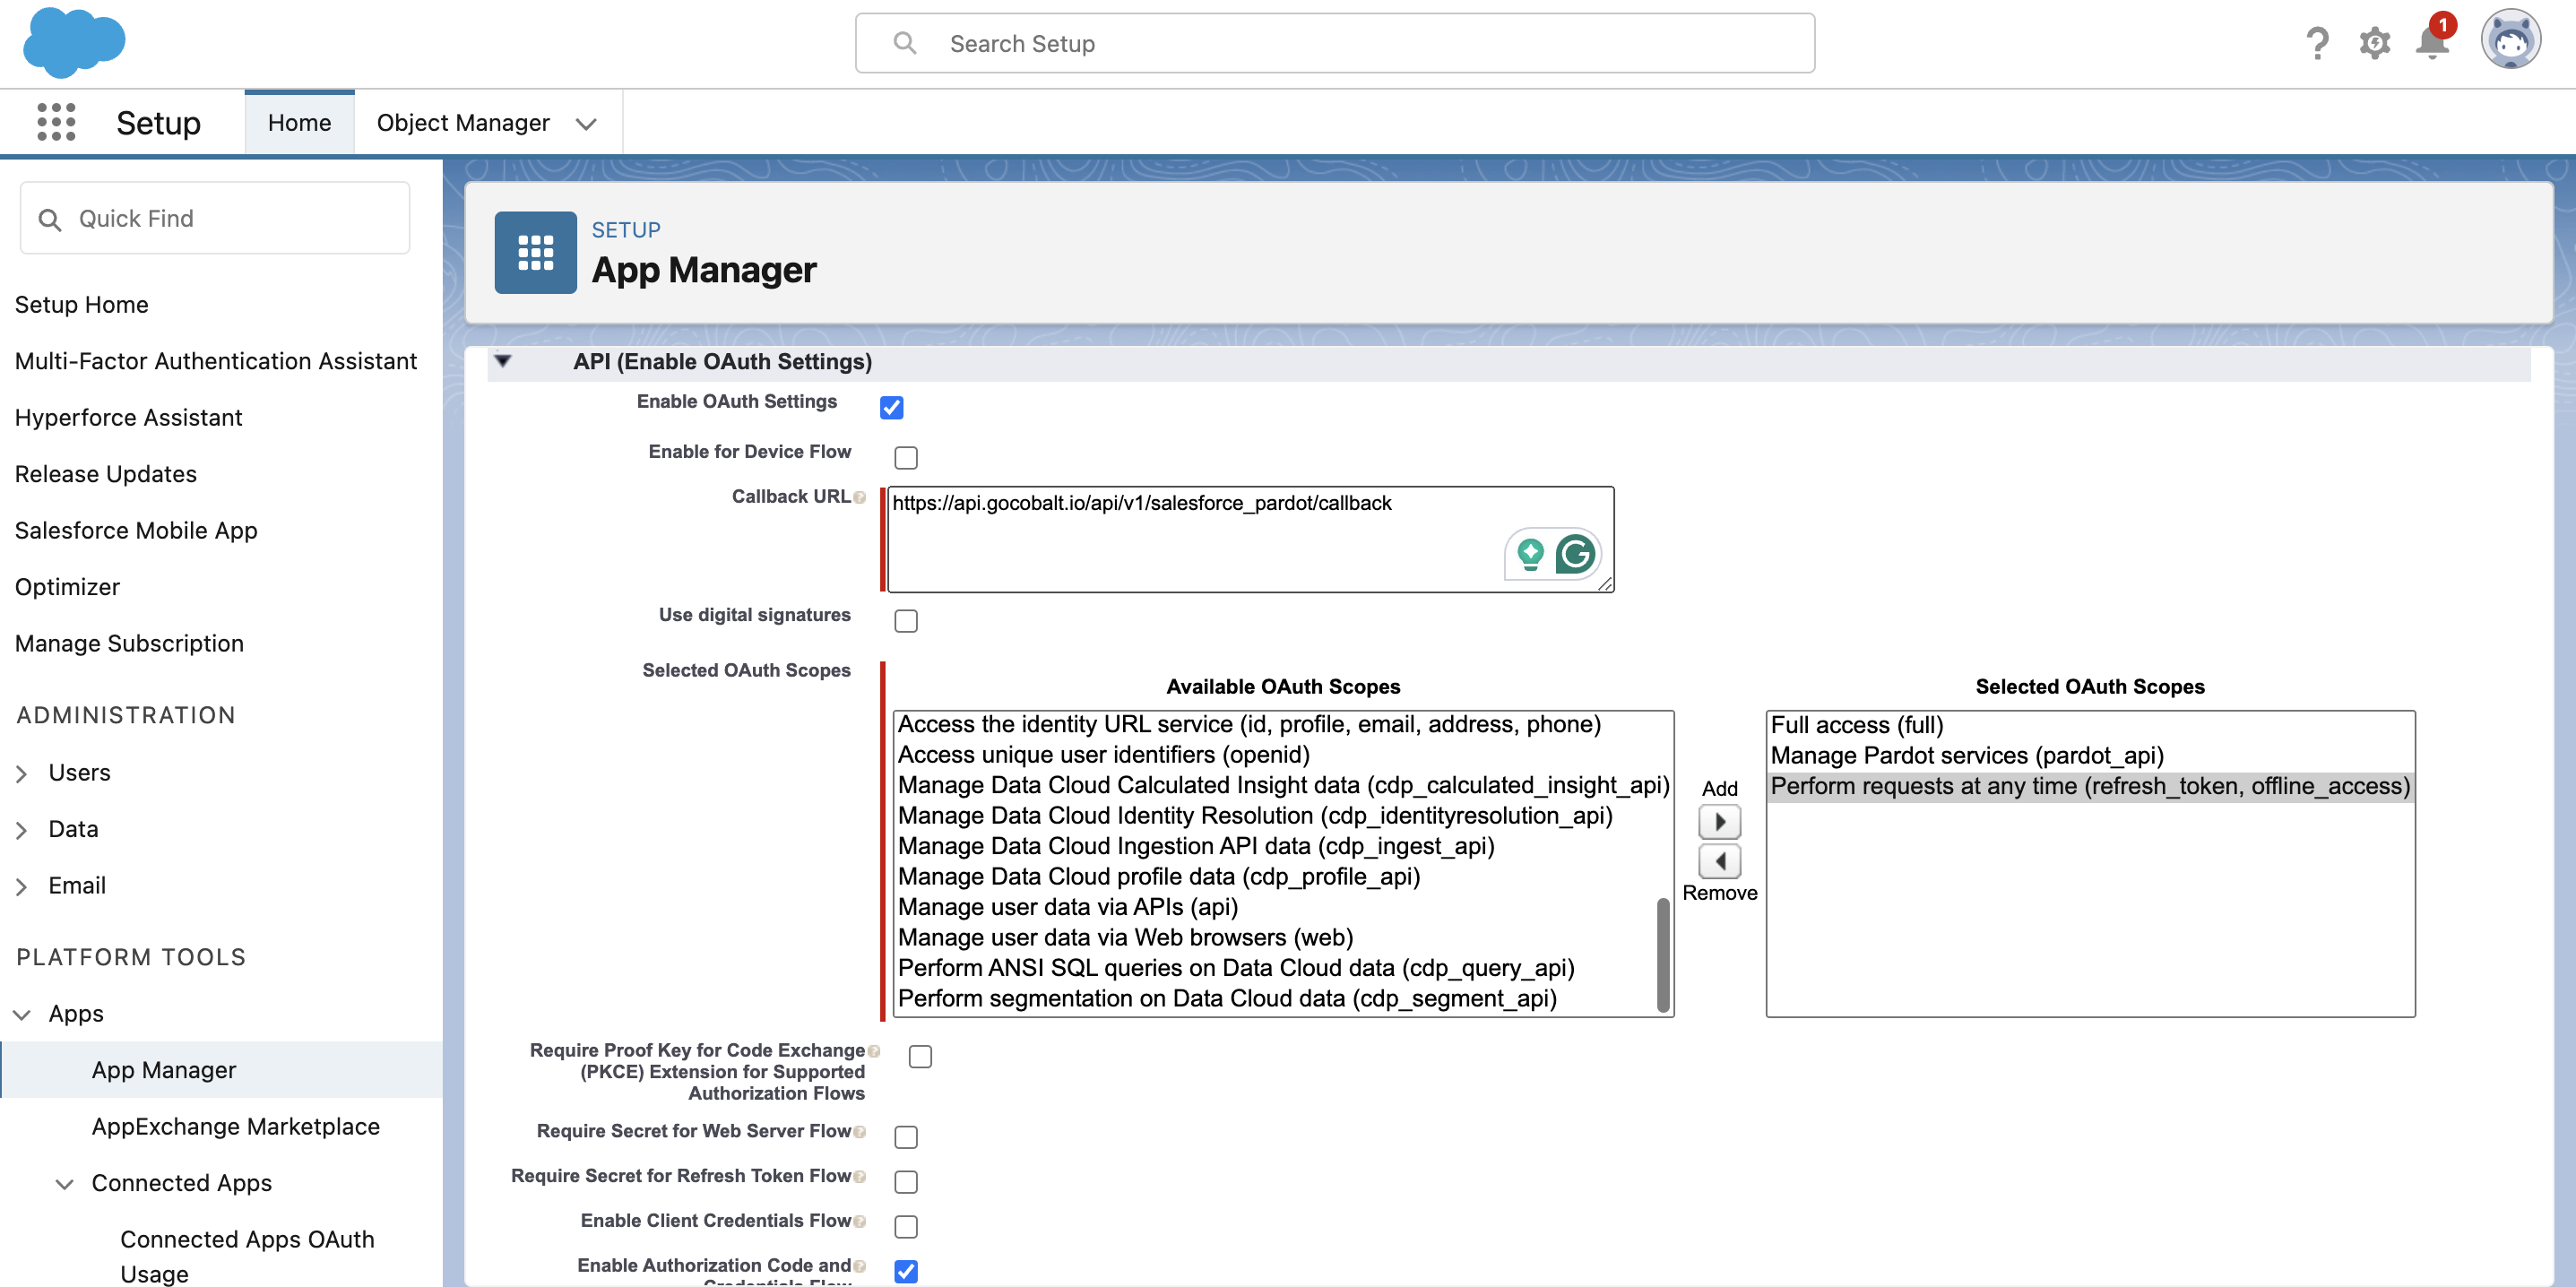 Search Setup
1
Setup
Home
Object Manager
Quick Find
Setup Home
Multi-Factor Authentication Assistant
Hyperforce Assistant
Release Updates
Salesforce Mobile App
Optimizer
Manage Subscription
ADMINISTRATION
Users
Data
Email
PLATFORM TOOLS
Apps
App Manager
AppExchange Marketplace
Connected Apps
Connected Apps OAuth
Usage
SETUP
App Manager
API (Enable OAuth Settings)
Enable OAuth Settings
Enable for Device Flow
Callback URL
https://api.gocobalt.io/api/v1/salesforce_pardot/callback
Use digital signatures
Selected OAuth Scopes
Available OAuth Scopes
Access the identity URL service (id, profile, email, address, phone)
Access unique user identifiers (openid)
Manage Data Cloud Calculated Insight data (cdp_calculated_insight_api)
Manage Data Cloud Identity Resolution (cdp_identityresolution_api)
Manage Data Cloud Ingestion API data (cdp_ingest_api)
Manage Data Cloud profile data (cdp_profile_api)
Manage user data via APIs (api)
Manage user data via Web browsers (web)
Perform ANSI SQL queries on Data Cloud data (cdp_query_api)
Perform segmentation on Data Cloud data (cdp_segment_api)
Add
Remove
Selected OAuth Scopes
Full access (full)
Manage Pardot services (pardot_api)
Perform requests at any time (refresh_token, offline_access)
Require Proof Key for Code Exchange
(PKCE) Extension for Supported
Authorization Flows
Require Secret for Web Server Flow
Require Secret for Refresh Token Flow
Enable Client Credentials Flow
Enable Authorization Code and
Credentials Flow